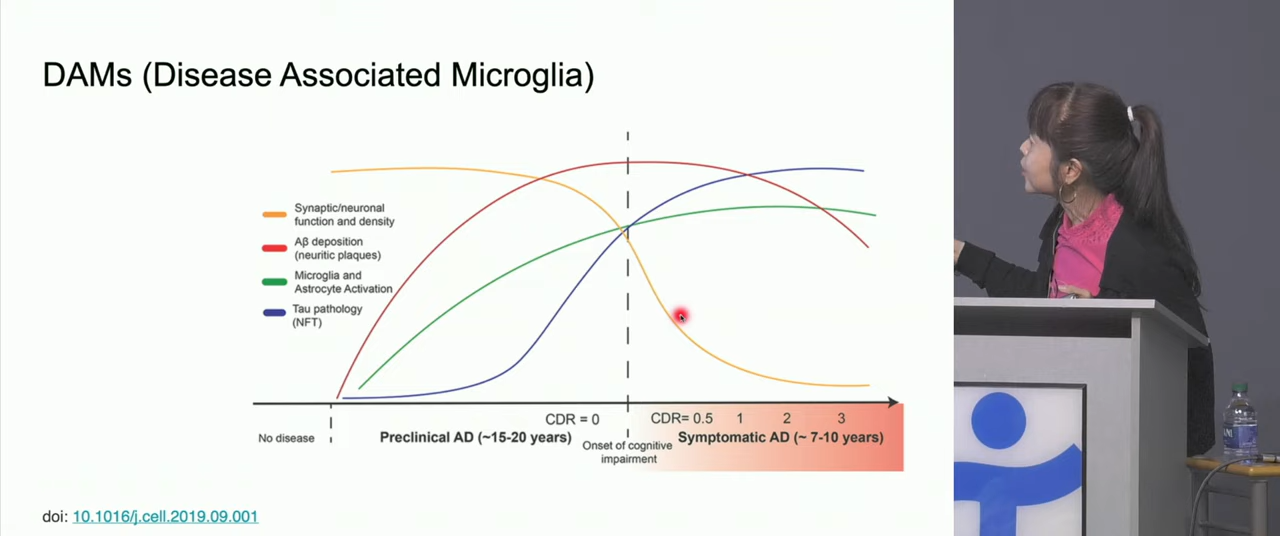 DAMs (Disease Associated Microglia)
Synaptic/neuronal
function and density
Aβ deposition
(neuritic plaques)
Microglia and
Astrocyte Activation
Tau pathology
(NFT)
CDR = 0
CDR= 0.5 1 2 3
No disease
Preclinical AD (~15-20 years)
Onset of cognitive
impairment
Symptomatic AD (~ 7-10 years)
doi: 10.1016/j.cell.2019.09.001